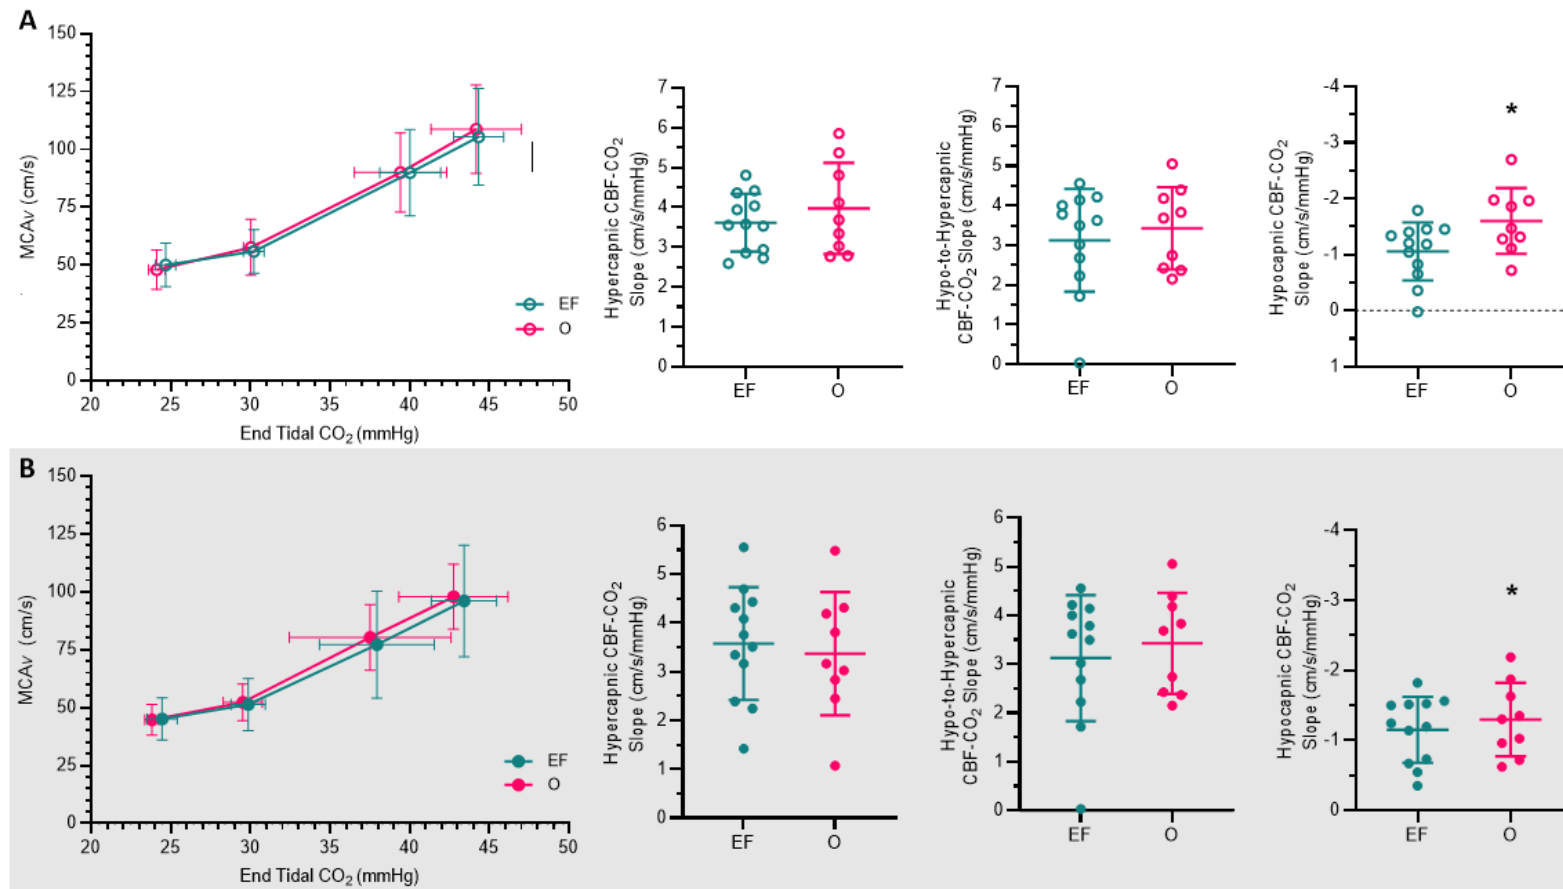 A
150
125
100
75
50
25
0
20 25 30 35 40 45 50
MCAv (cm/s)
End Tidal CO2 (mmHg)
EF
O
7
6
5
4
3
2
1
0
Hypercapnic CBF-CO2
Slope (cm/s/mmHg)
EF O
7
6
5
4
3
2
1
0
Hypo-to-Hypercapnic
CBF-CO2 Slope (cm/s/mmHg)
EF O
-4
-3
-2
-1
0
1
Hypocapnic CBF-CO2
Slope (cm/s/mmHg)
*
EF O
B
150
125
100
75
50
25
0
20 25 30 35 40 45 50
MCAv (cm/s)
End Tidal CO2 (mmHg)
EF
O
6
5
4
3
2
1
0
Hypercapnic CBF-CO2
Slope (cm/s/mmHg)
EF O
6
5
4
3
2
1
0
Hypo-to-Hypercapnic
CBF-CO2 Slope (cm/s/mmHg)
EF O
-4
-3
-2
-1
0
Hypocapnic CBF-CO2
Slope (cm/s/mmHg)
*
EF O